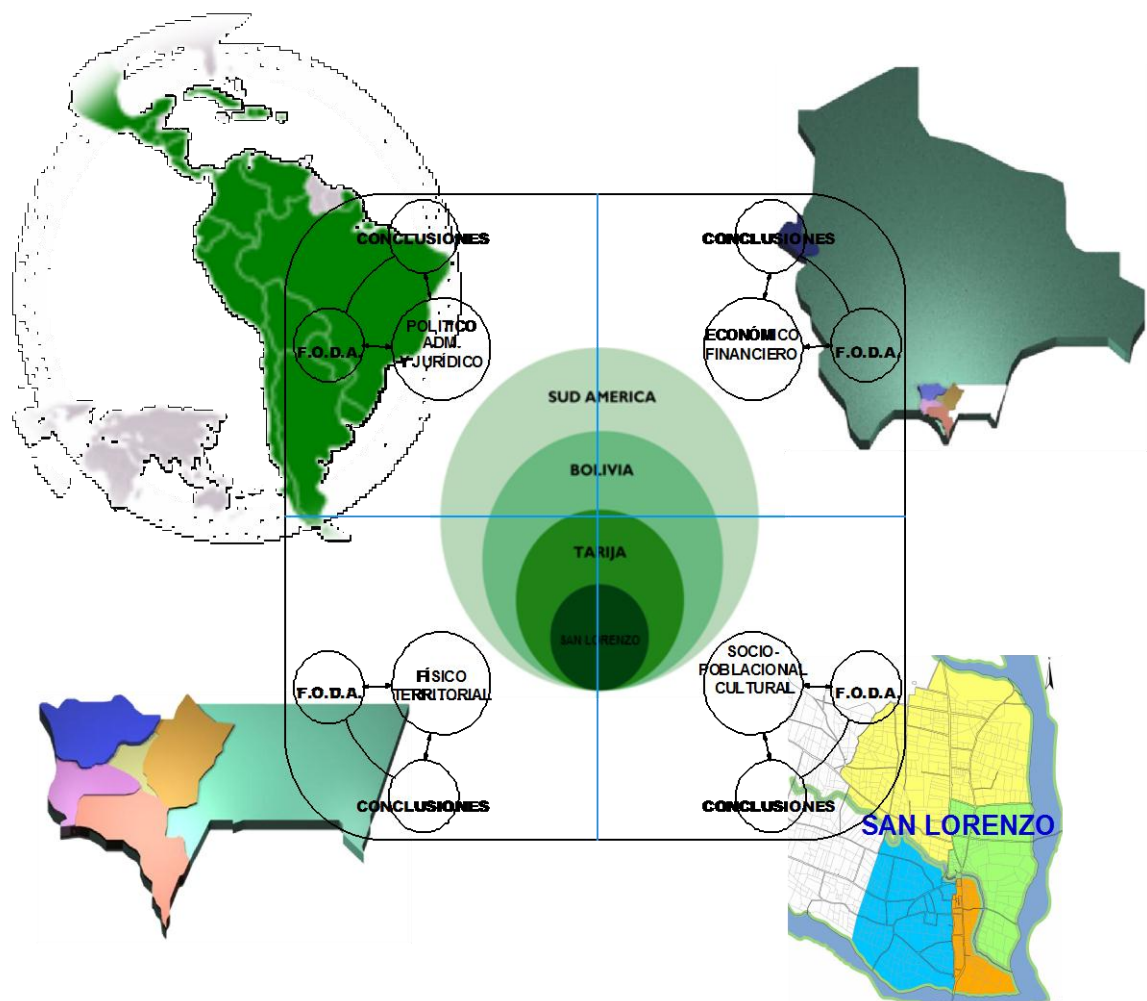 CONCLUSIONES
F.O.D.A.
POLÍTICO
ADM.
Y JURÍDICO
CONCLUSIONES
ECONÓMICO
FINANCIERO
F.O.D.A.
SUD AMERICA
BOLIVIA
TARIJA
SAN LORENZO
F.O.D.A.
FÍSICO
TERRITORIAL
CONCLUSIONES
SOCIO-
POBLACIONAL
CULTURAL
F.O.D.A.
CONCLUSIONES
SAN LORENZO